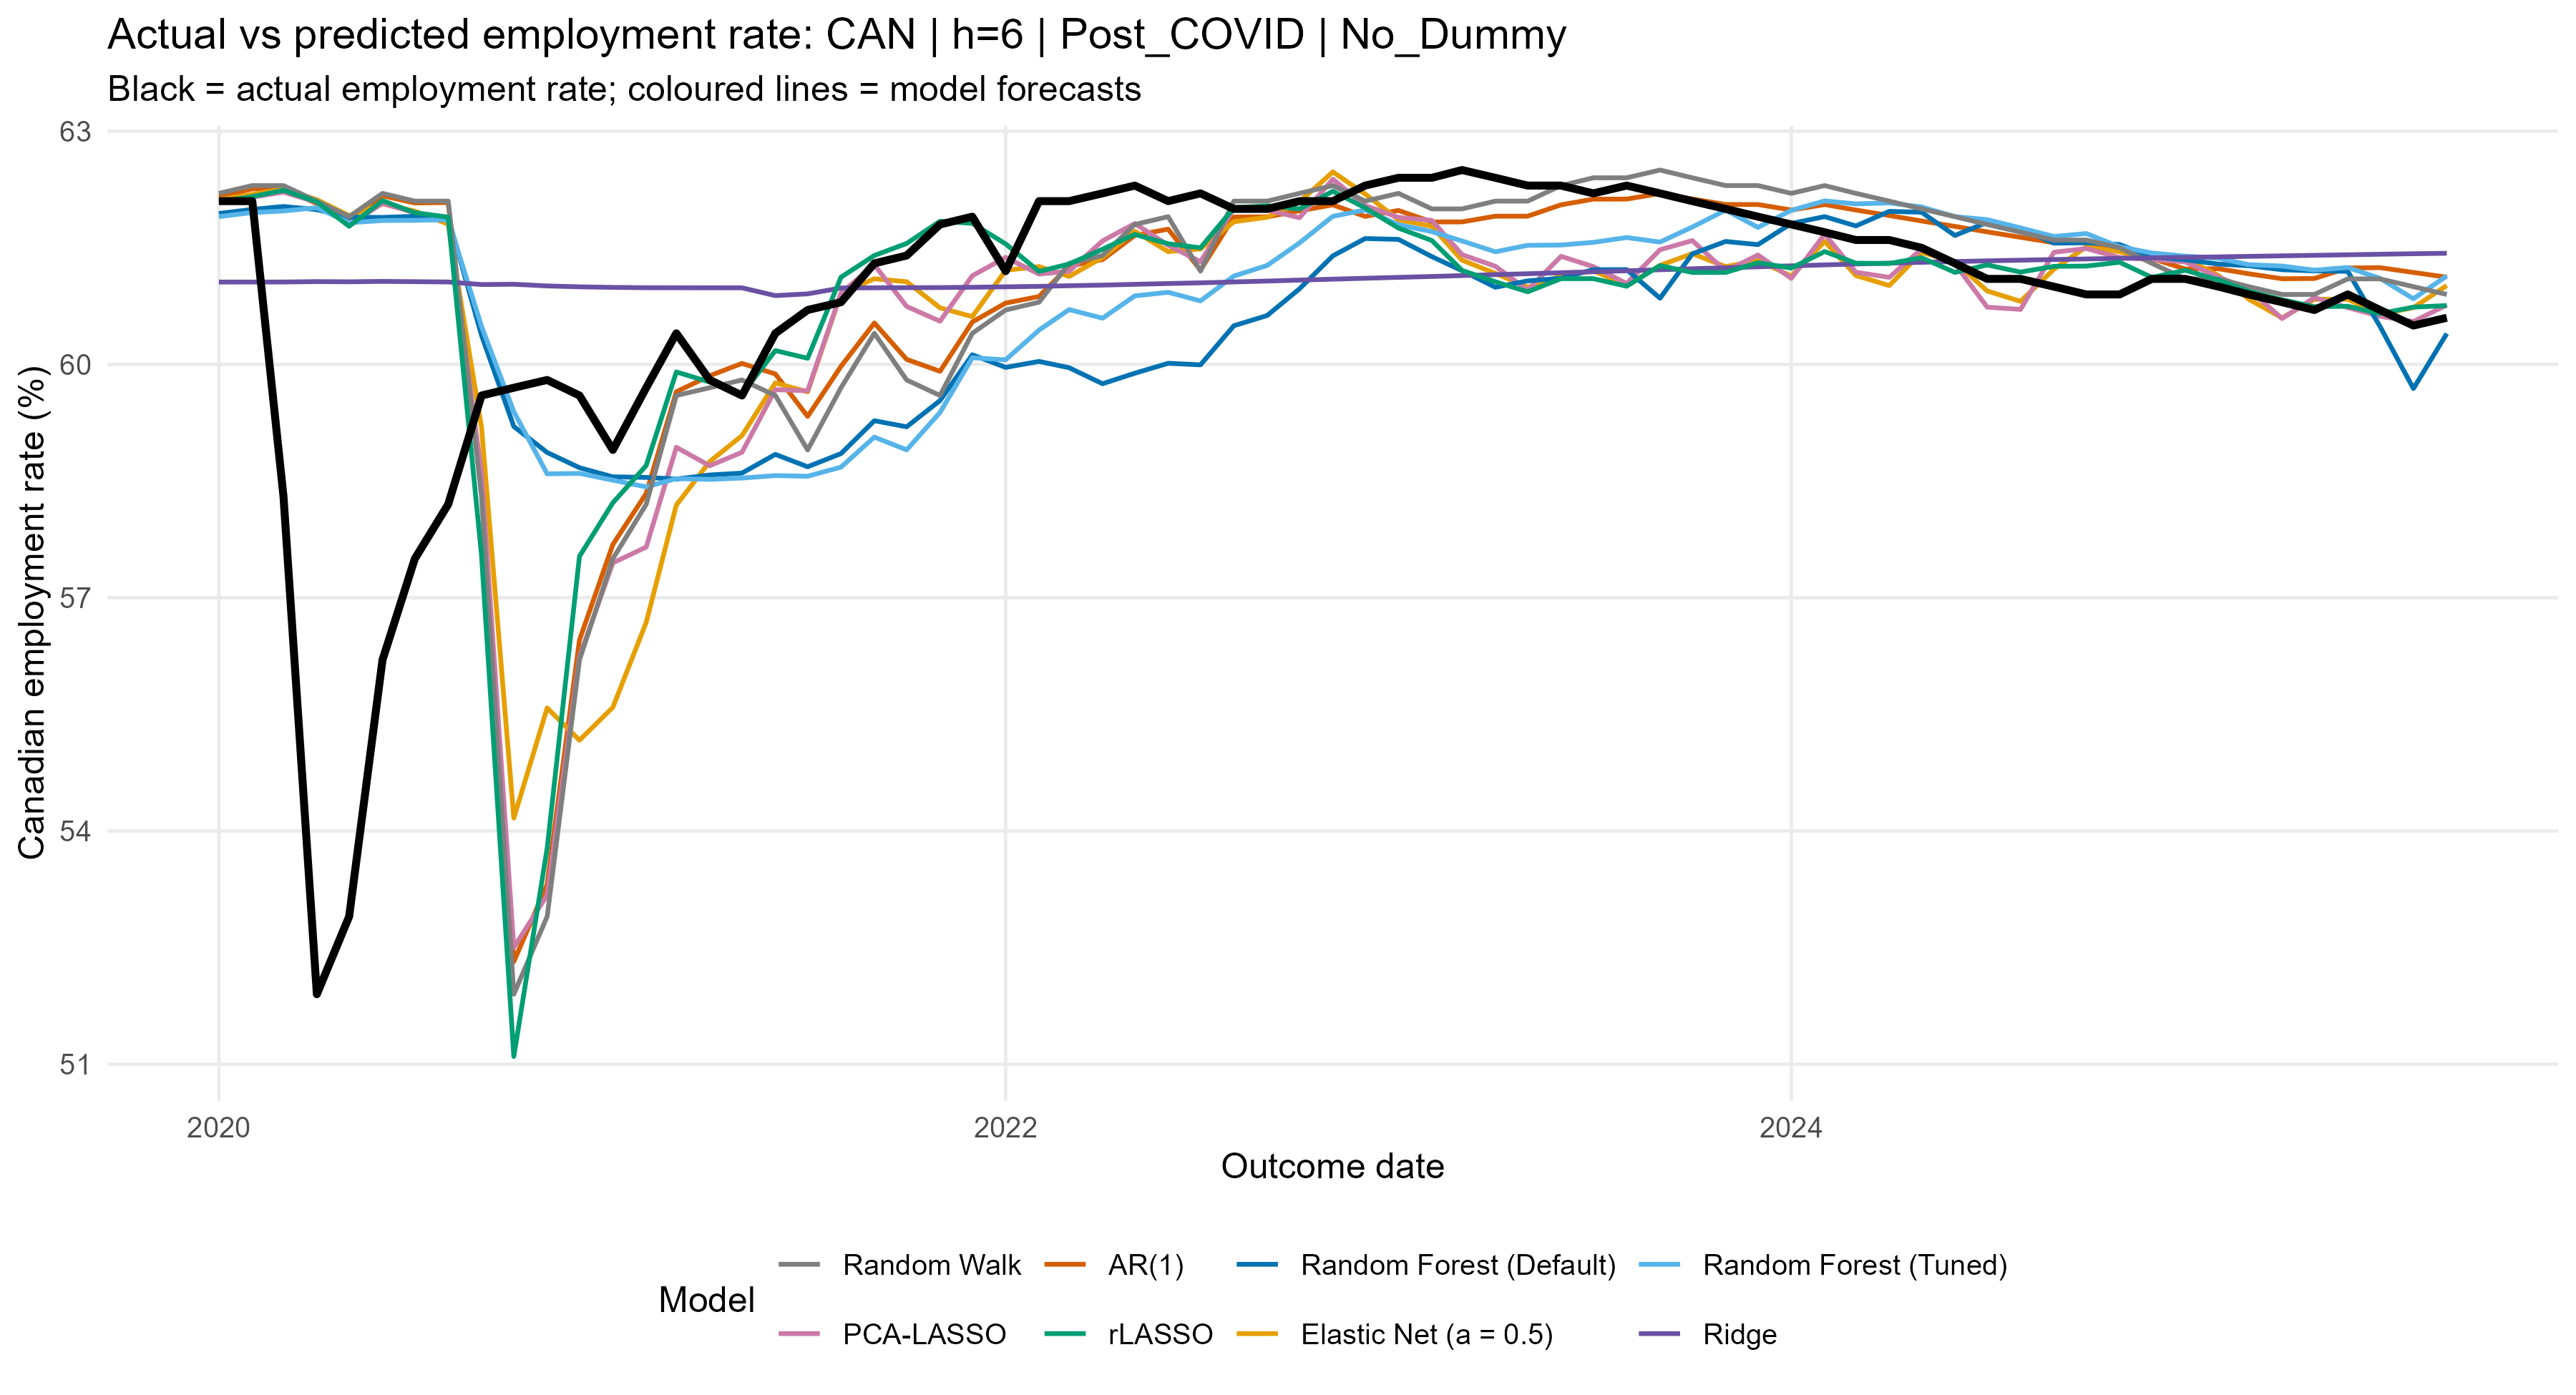 Actual vs predicted employment rate: CAN | h=6 | Post_COVID | No_Dummy
Black = actual employment rate; coloured lines = model forecasts
Canadian employment rate (%)
63
60
57
54
51
2020 2022 2024
Outcome date
Model
Random Walk AR(1) Random Forest (Default) Random Forest (Tuned)
PCA-LASSO rLASSO Elastic Net (a = 0.5) Ridge